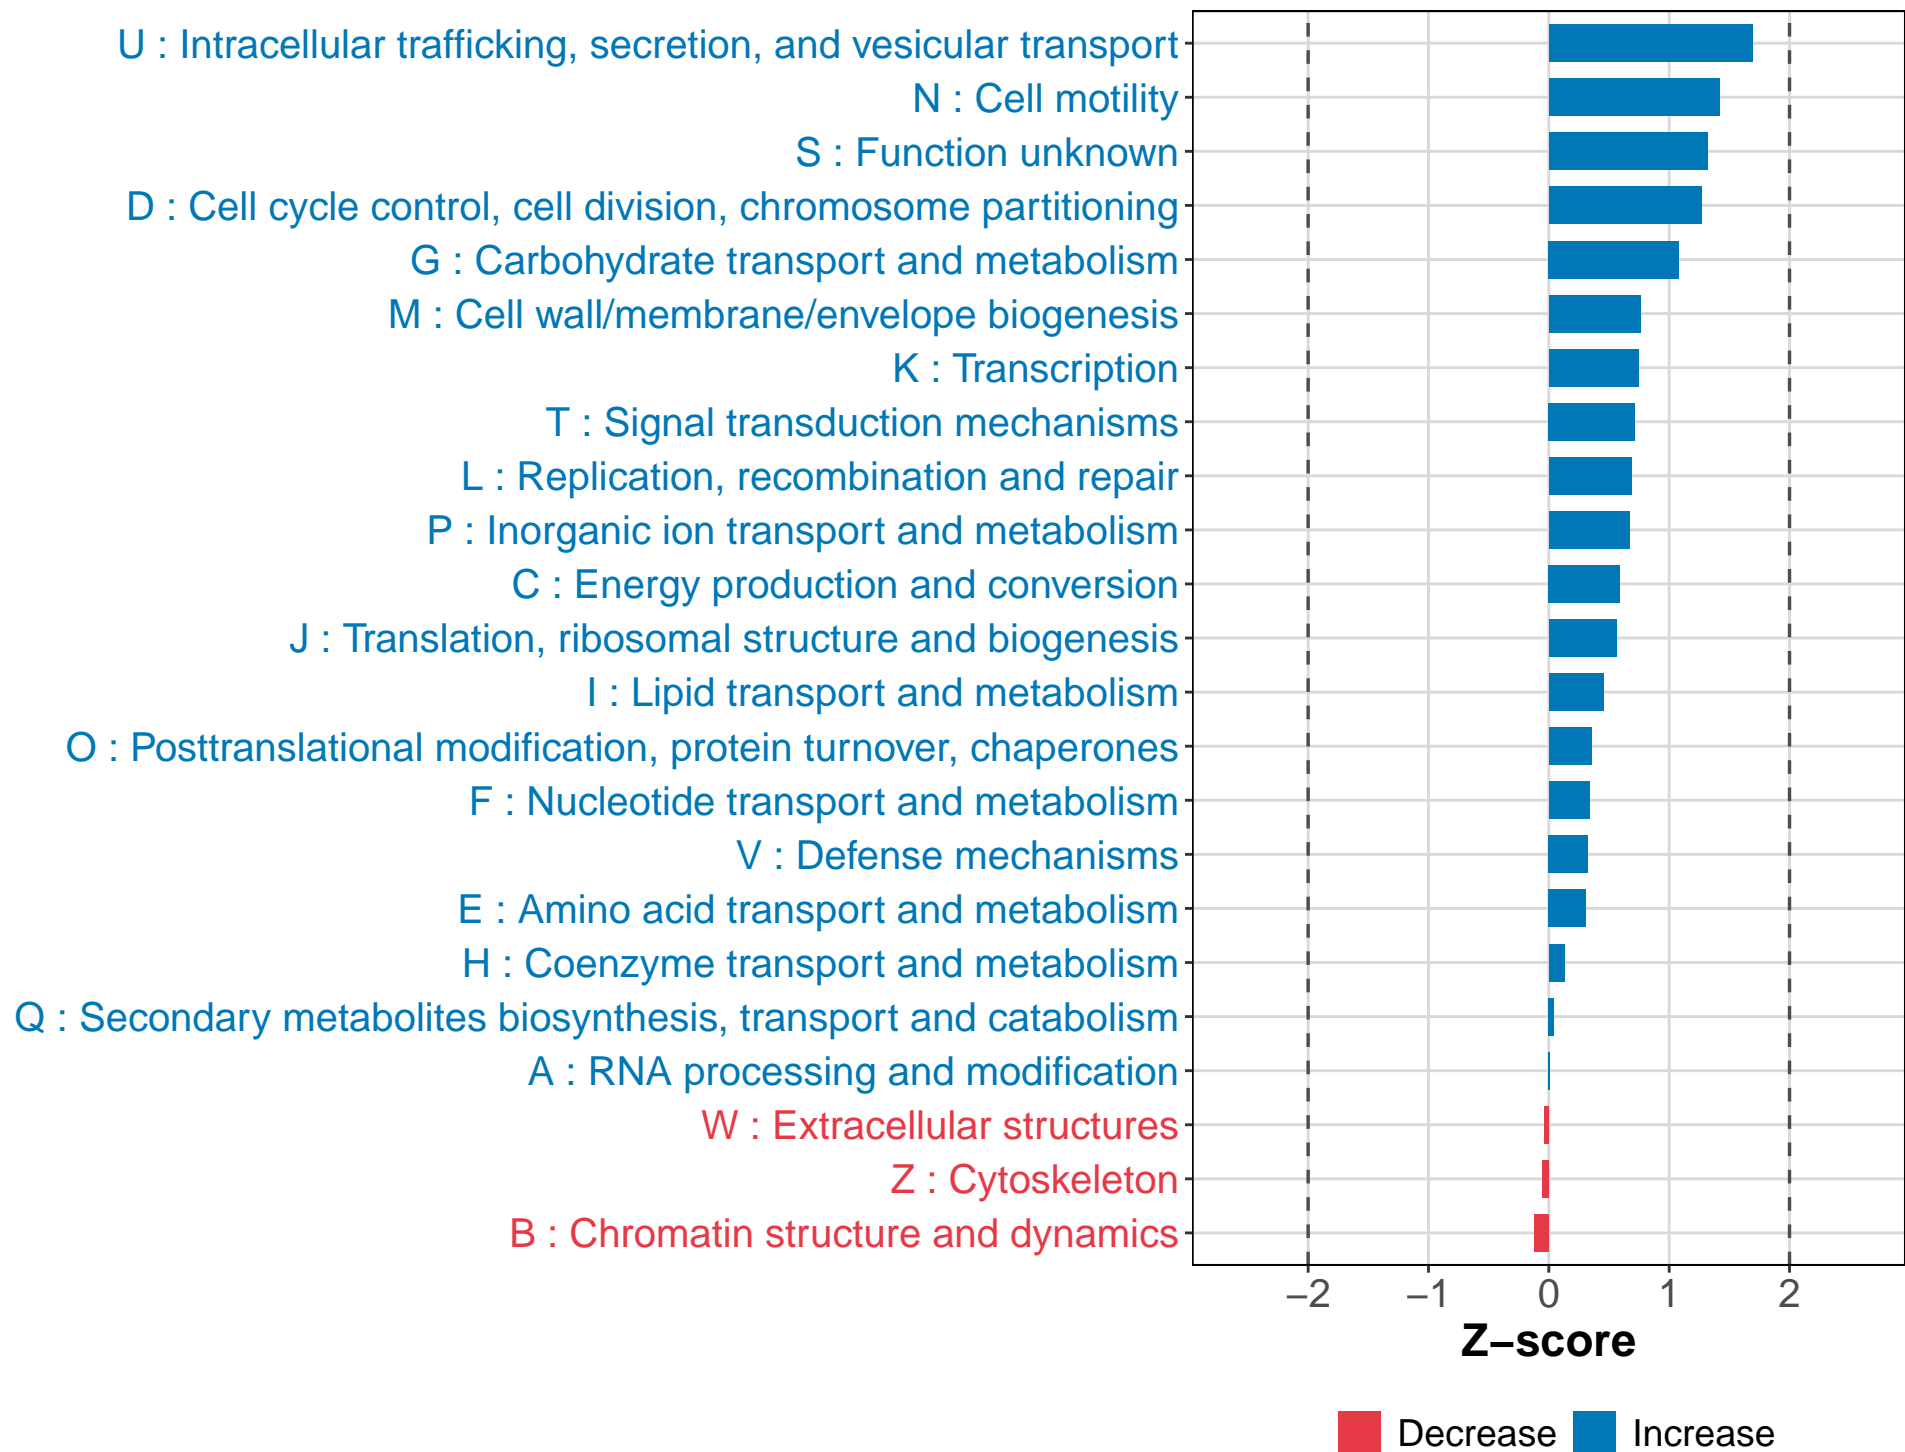 U : Intracellular trafficking, secretion, and vesicular transport
N : Cell motility
S : Function unknown
D : Cell cycle control, cell division, chromosome partitioning
G : Carbohydrate transport and metabolism
M : Cell wall/membrane/envelope biogenesis
K : Transcription
T : Signal transduction mechanisms
L : Replication, recombination and repair
P : Inorganic ion transport and metabolism
C : Energy production and conversion
J : Translation, ribosomal structure and biogenesis
I : Lipid transport and metabolism
O : Posttranslational modification, protein turnover, chaperones
F : Nucleotide transport and metabolism
V : Defense mechanisms
E : Amino acid transport and metabolism
H : Coenzyme transport and metabolism
Q : Secondary metabolites biosynthesis, transport and catabolism
A : RNA processing and modification
W : Extracellular structures
Z : Cytoskeleton
B : Chromatin structure and dynamics
−2 −1 0 1 2
Z−score
Decrease Increase